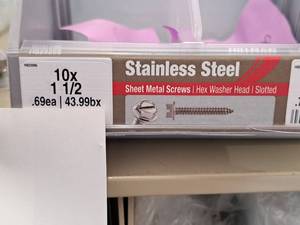 10x
1 1/2
.69ea | 43.99bx
Stainless Steel
Sheet Metal Screws | Hex Washer Head | Slotted